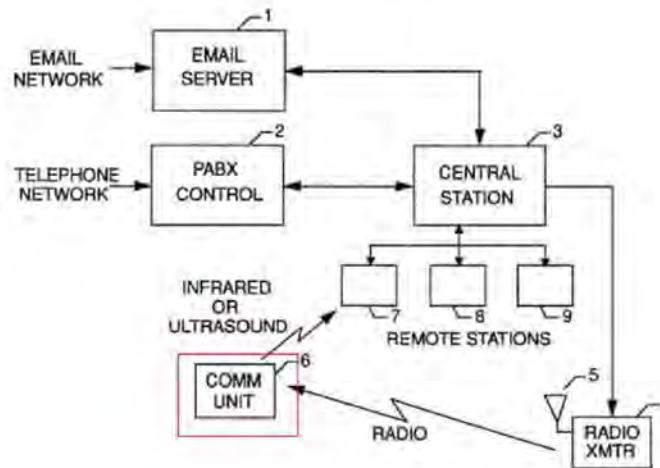 1
EMAIL
NETWORK
EMAIL
SERVER
2
3
TELEPHONE
NETWORK
PABX
CONTROL
CENTRAL
STATION
INFRARED
OR
ULTRASOUND
7
8
9
REMOTE STATIONS
6
COMM
UNIT
5
RADIO
RADIO
XMTR